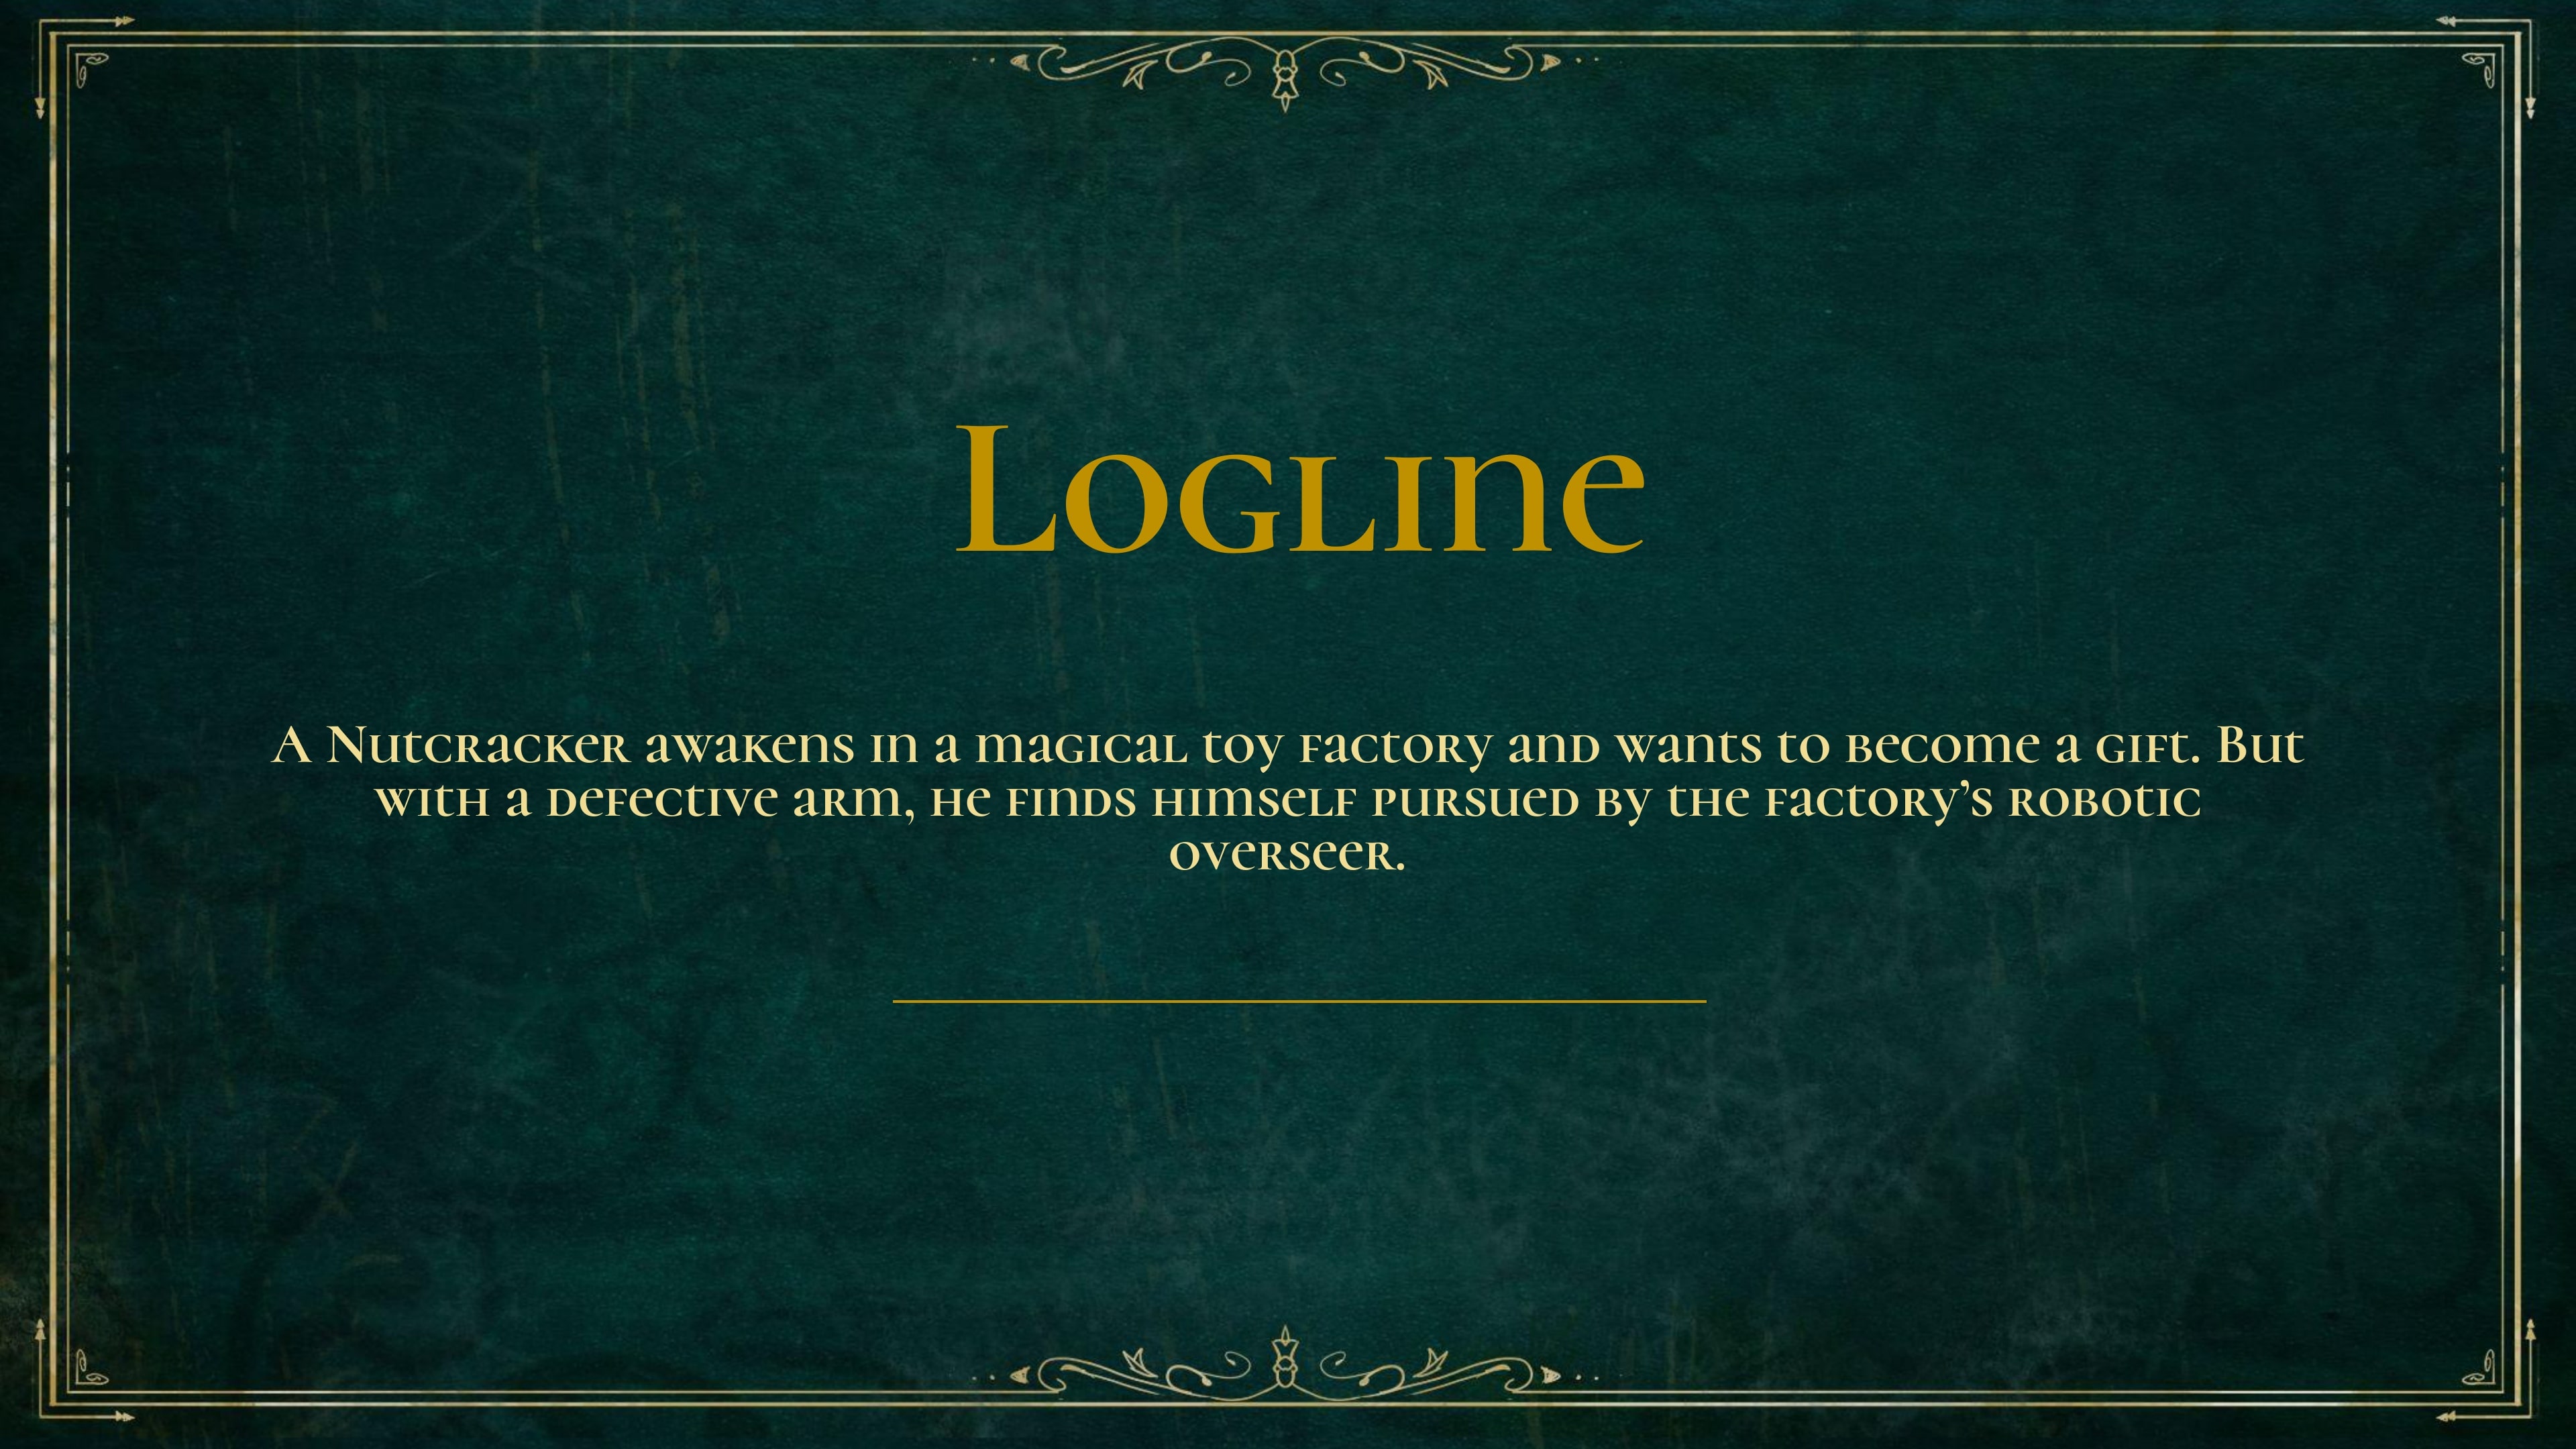 Logline
A Nutcracker awakens in a magical toy factory and wants to become a gift. But
with a defective arm, he finds himself pursued by the factory’s robotic
overseer.